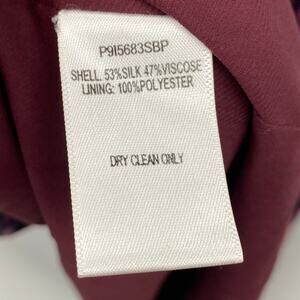 P9I5683SBP
SHELL: 53%SILK 47%VISCOSE
LINING: 100%POLYESTER
DRY CLEAN ONLY